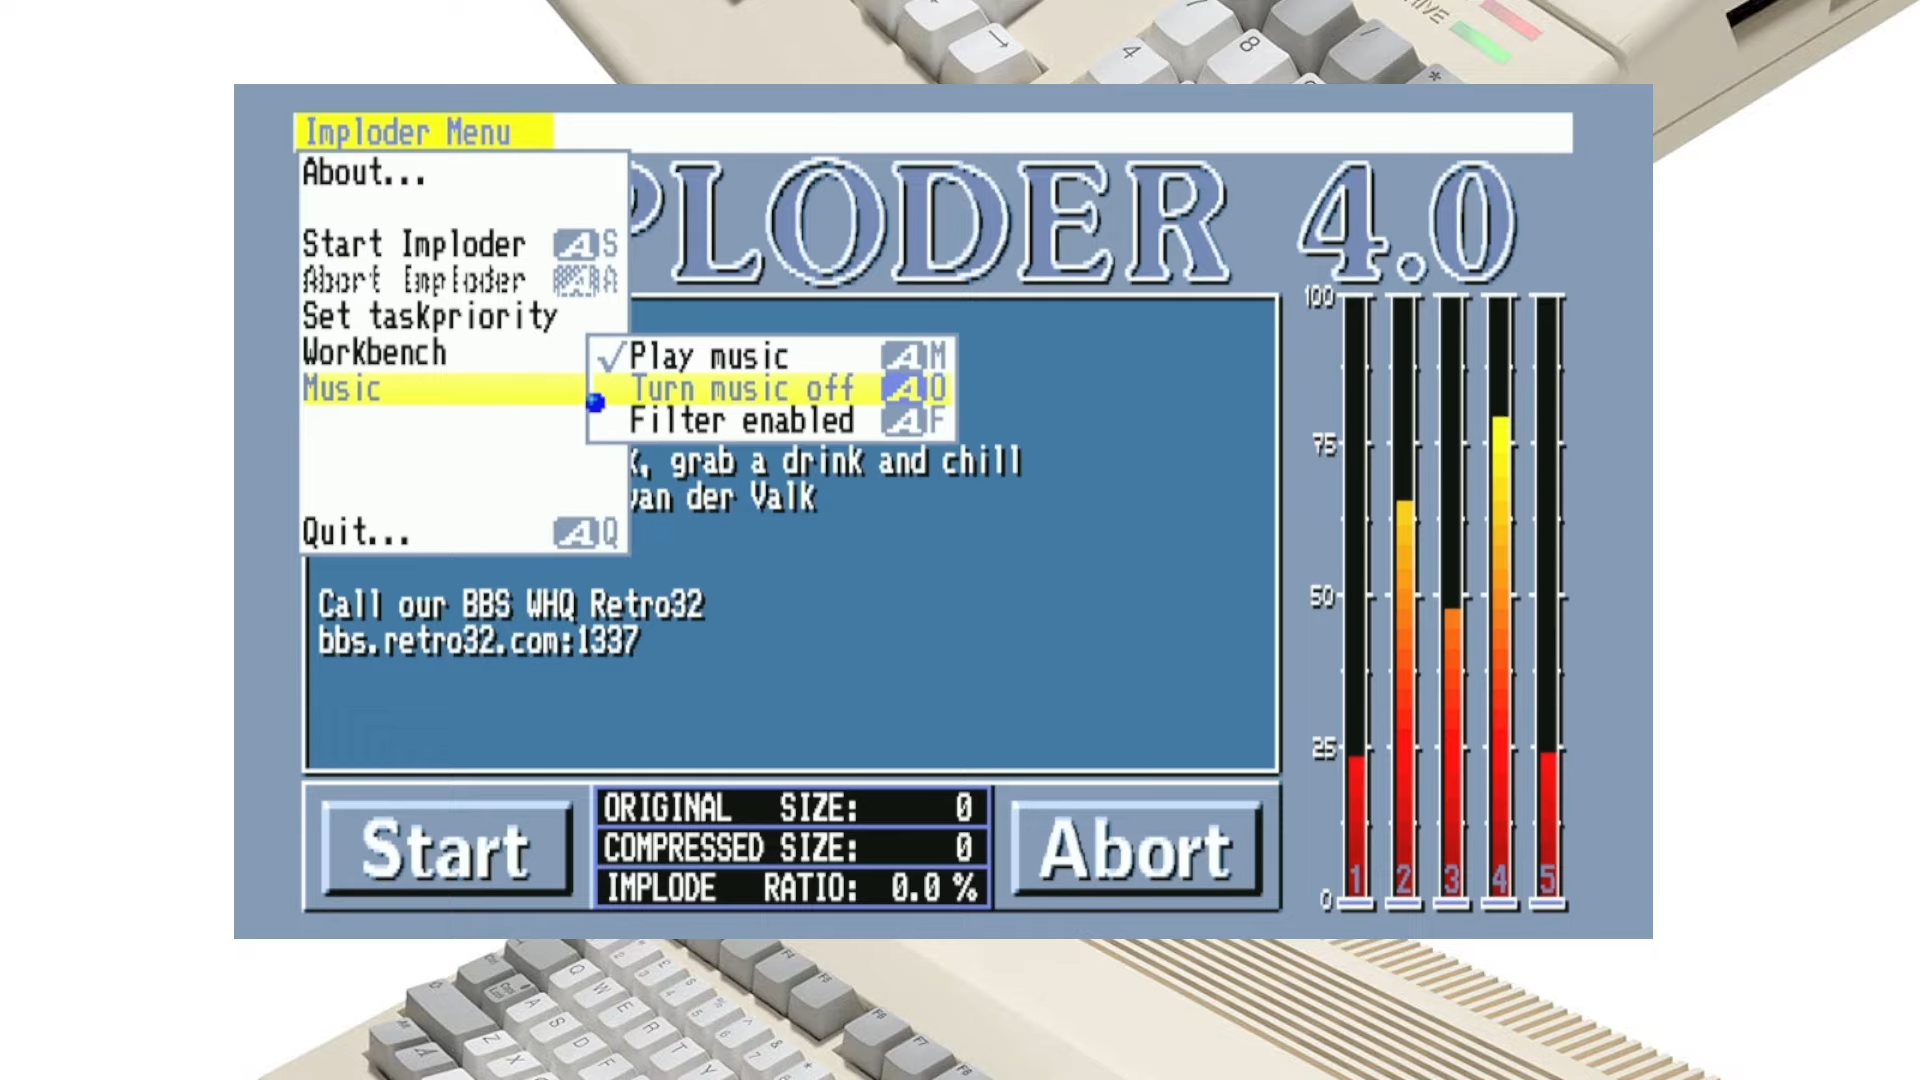 Imploder Menu
About...
PLODER 4.0
Start Imploder A S
Abort Imploder A A
Set taskpriority
Workbench
Music
✓Play music A M
Turn music off A O
Filter enabled A F
Quit... A Q
, grab a drink and chill
van der Valk
Call our BBS WHQ Retro32
bbs.retro32.com:1337
Start
ORIGINAL SIZE: 0
COMPRESSED SIZE: 0
IMPLODE RATIO: 0.0 %
Abort
100
75
50
25
0
1 2 3 4 5